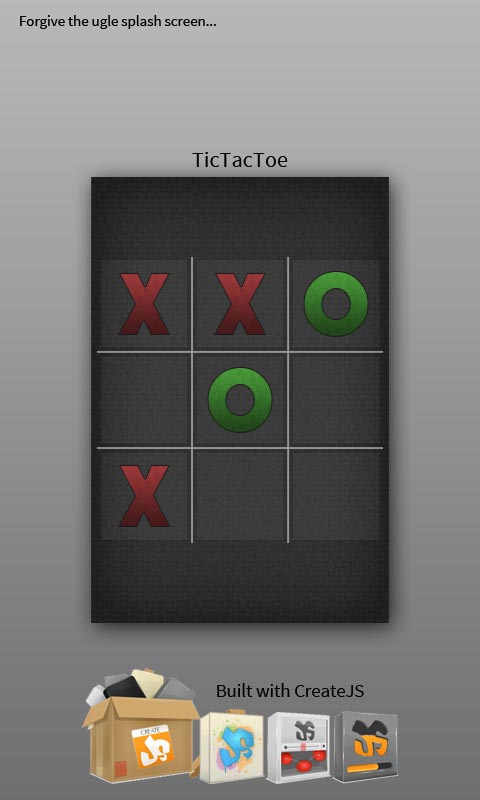 Forgive the ugle splash screen...
TicTacToe
X X O
O
X
Built with CreateJS
CREATE
JS
JS
JS
JS